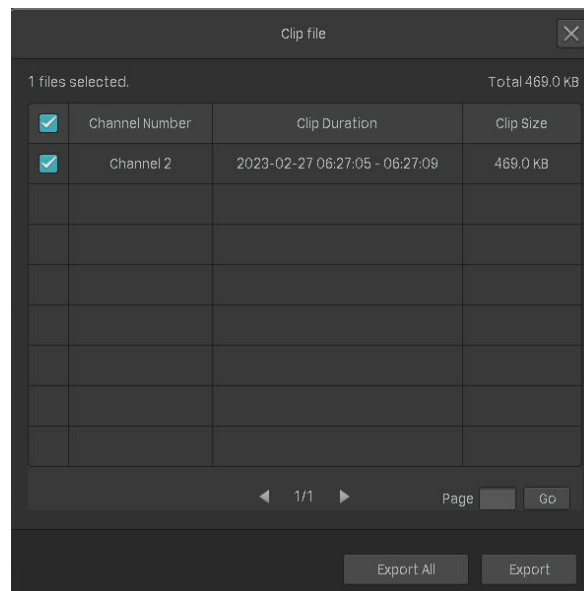 Clip file
1 files selected. Total 469.0 KB
Channel Number Clip Duration Clip Size
Channel 2 2023-02-27 06:27:05 - 06:27:09 469.0 KB
1/1 Page Go
Export All Export